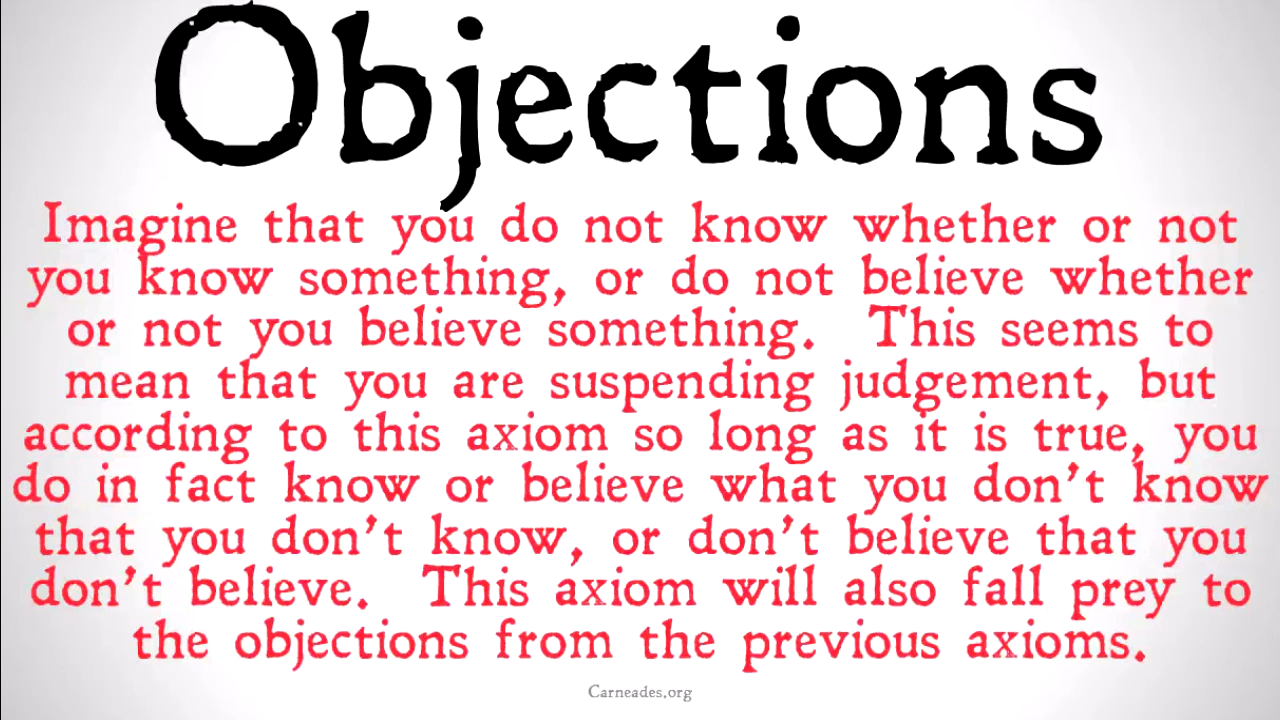 Objections
Imagine that you do not know whether or not
you know something, or do not believe whether
or not you believe something. This seems to
mean that you are suspending judgement, but
according to this axiom so long as it is true, you
do in fact know or believe what you don't know
that you don't know, or don't believe that you
don't believe. This axiom will also fall prey to
the objections from the previous axioms.
Carneades.org